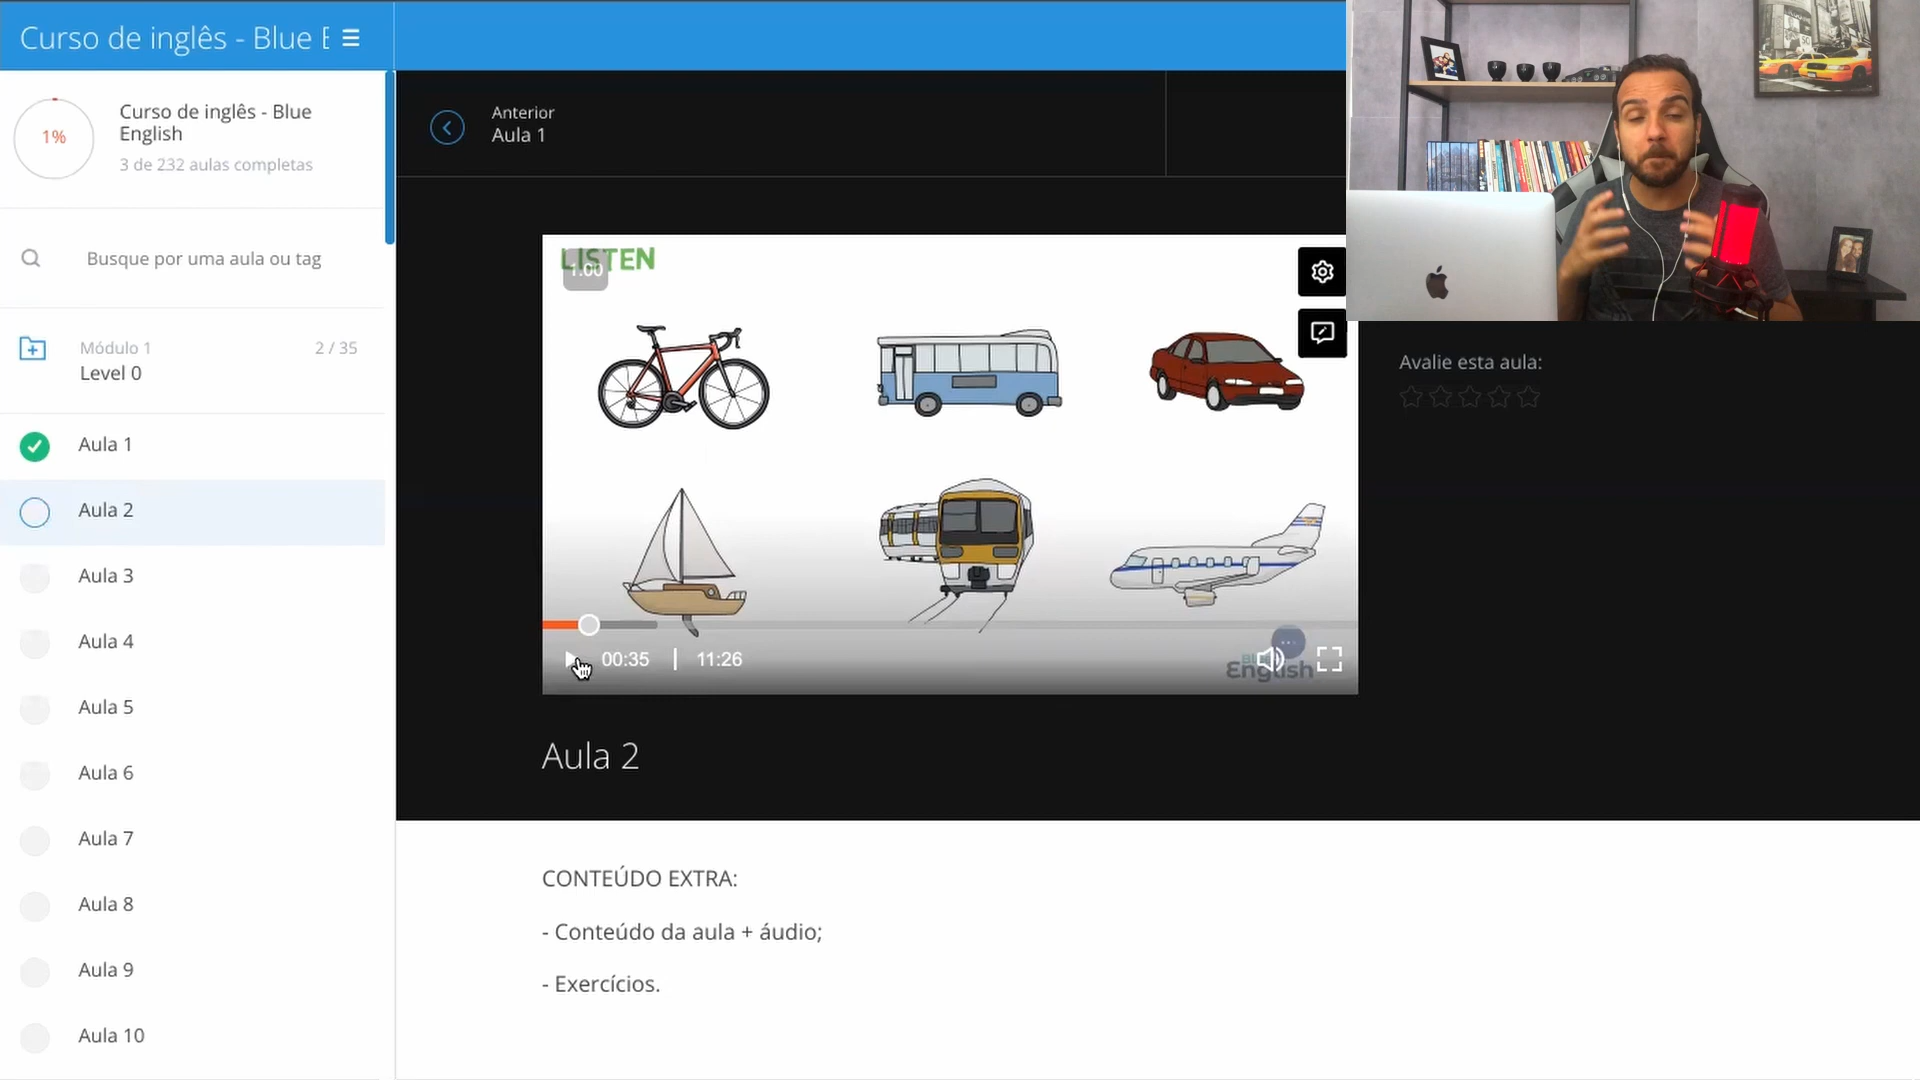 Curso de inglês - Blue E
1%
Curso de inglês - Blue
English
3 de 232 aulas completas
Busque por uma aula ou tag
Módulo 1
2 / 35
Level 0
Aula 1
Aula 2
Aula 3
Aula 4
Aula 5
Aula 6
Aula 7
Aula 8
Aula 9
Aula 10
Anterior
Aula 1
LISTEN
1.00
00:35 | 11:26
English
Aula 2
CONTEÚDO EXTRA:
- Conteúdo da aula + áudio;
- Exercícios.
Avalie esta aula: